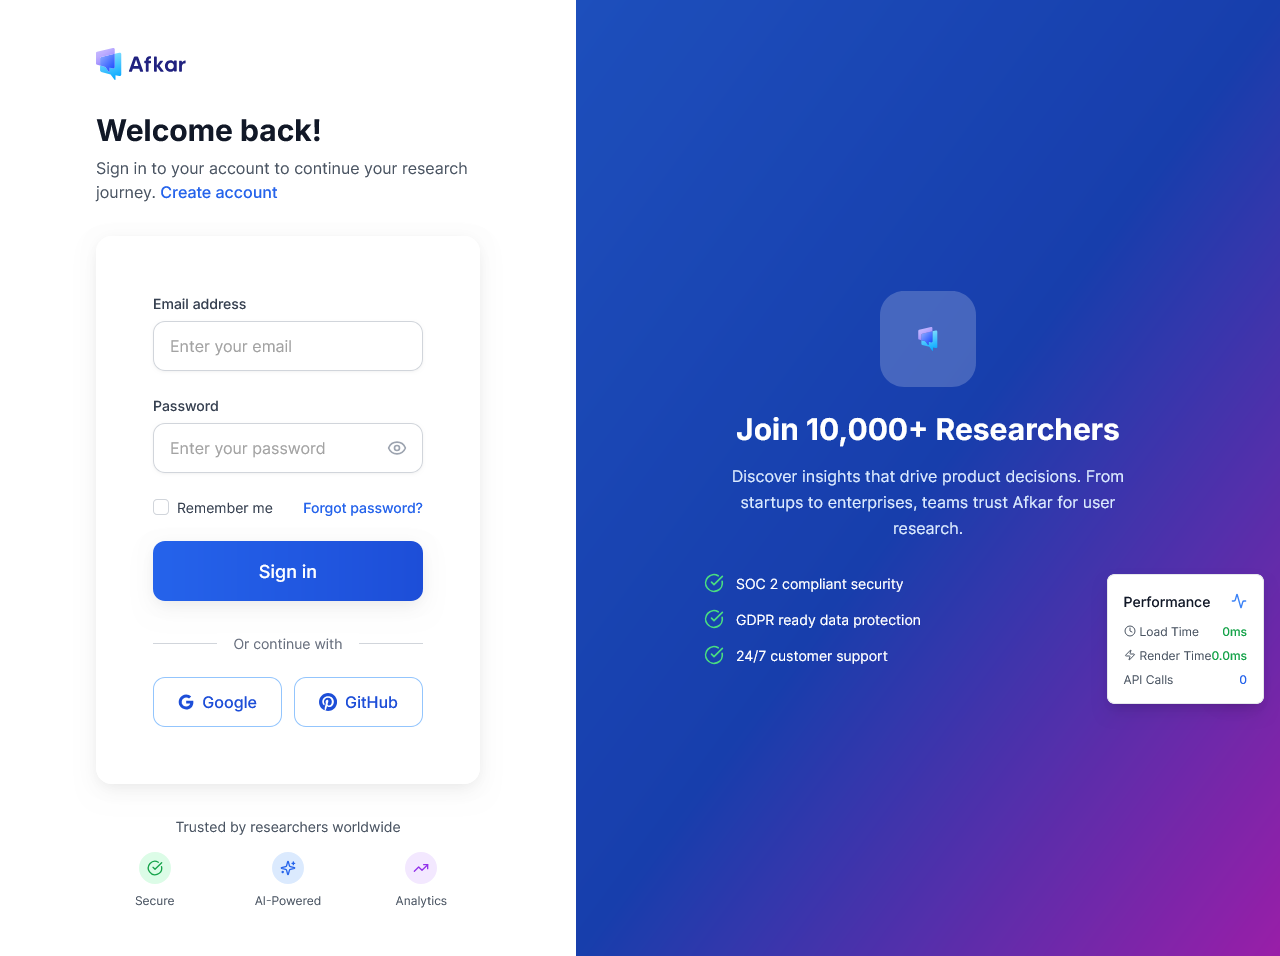 Afkar
Welcome back!
Sign in to your account to continue your research
journey. Create account
Email address
Enter your email
Password
Enter your password
Remember me
Forgot password?
Sign in
Or continue with
Google
GitHub
Trusted by researchers worldwide
Secure
AI-Powered
Analytics
Join 10,000+ Researchers
Discover insights that drive product decisions. From
startups to enterprises, teams trust Afkar for user
research.
SOC 2 compliant security
GDPR ready data protection
24/7 customer support
Performance
Load Time 0ms
Render Time 0.0ms
API Calls 0